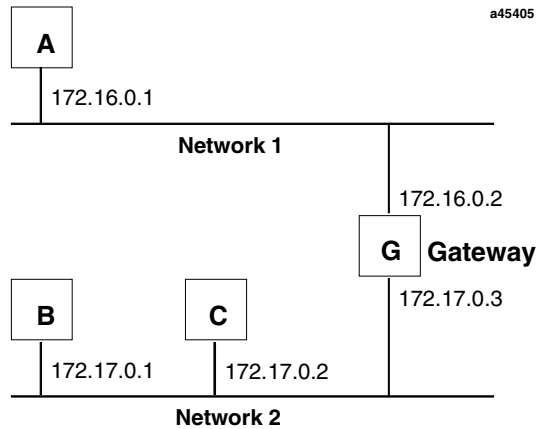 a45405
A
172.16.0.1
Network 1
172.16.0.2
G Gateway
172.17.0.3
B
C
172.17.0.1
172.17.0.2
Network 2